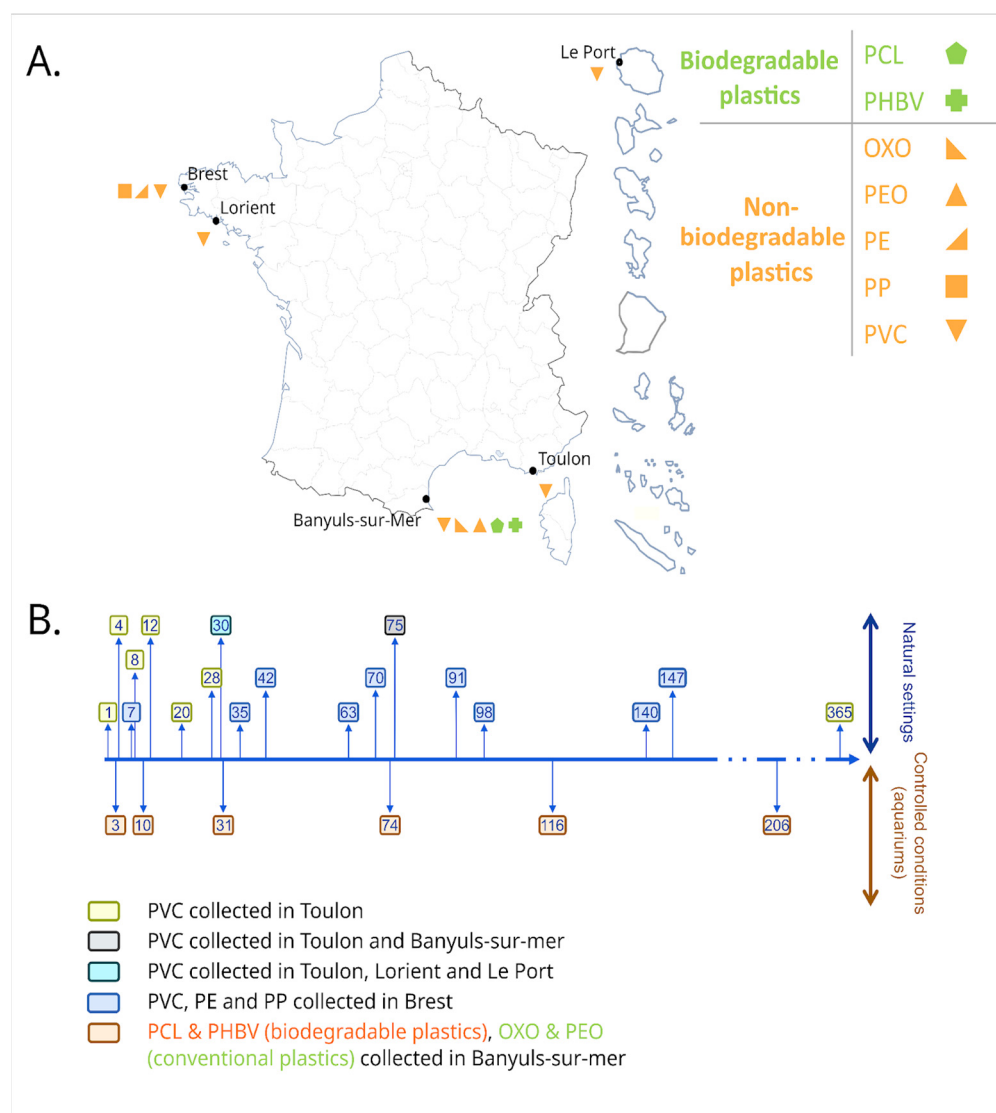 A.
Le Port
Biodegradable
plastics
PCL
PHBV
Non-
biodegradable
plastics
OXO
PEO
PE
PP
PVC
Brest
Lorient
Toulon
Banyuls-sur-Mer
B.
4
12
30
75
8
28
42
70
91
147
1
7
20
35
63
98
140
365
3
10
31
74
116
206
Natural settings
Controlled conditions
(aquariums)
PVC collected in Toulon
PVC collected in Toulon and Banyuls-sur-mer
PVC collected in Toulon, Lorient and Le Port
PVC, PE and PP collected in Brest
PCL & PHBV (biodegradable plastics), OXO & PEO
(conventional plastics) collected in Banyuls-sur-mer